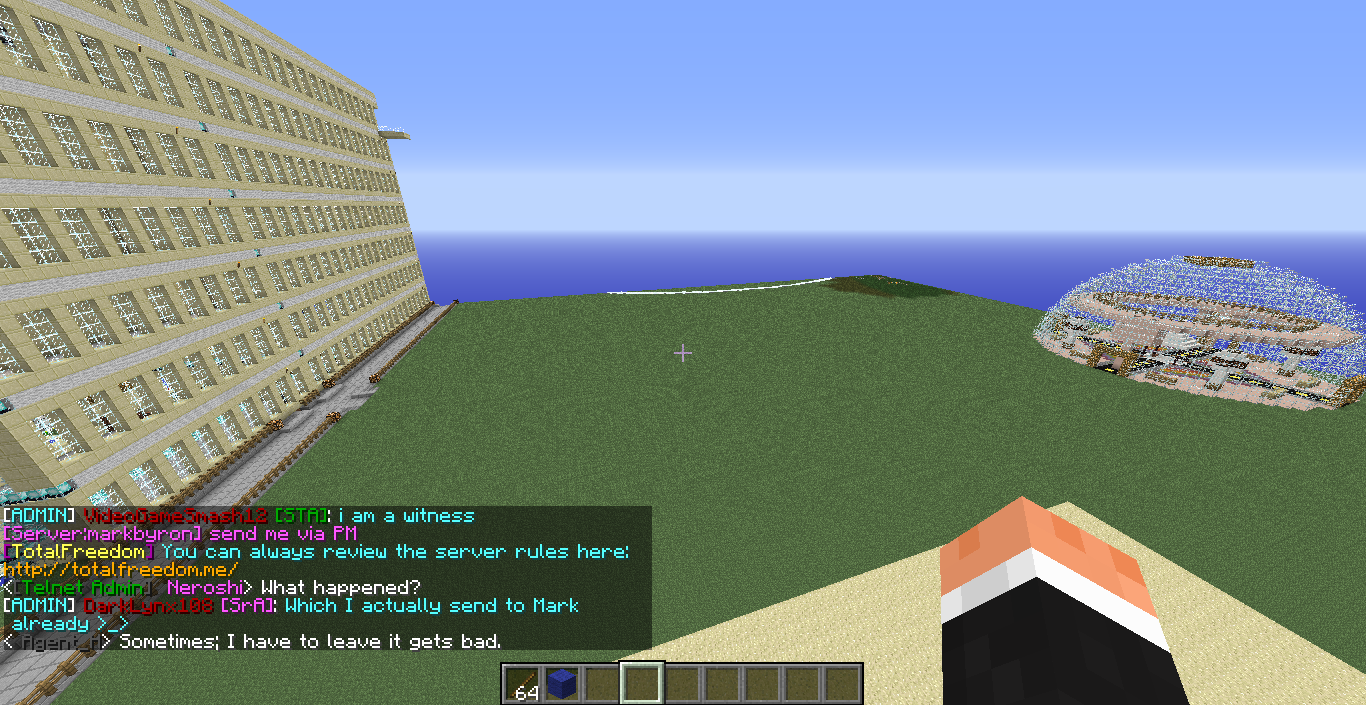 [ADMIN] VideoGameSmash12 [STA]: i am a witness
[Server:markbyron] send me via PM
[TotalFreedom] You can always review the server rules here:
http://totalfreedom.me/
<[Telnet Admin] Neroshi> What happened?
[ADMIN] DarkLynx108 [SrA]: Which I actually send to Mark
already >_>
< Agent_ > Sometimes; I have to leave it gets bad.
64